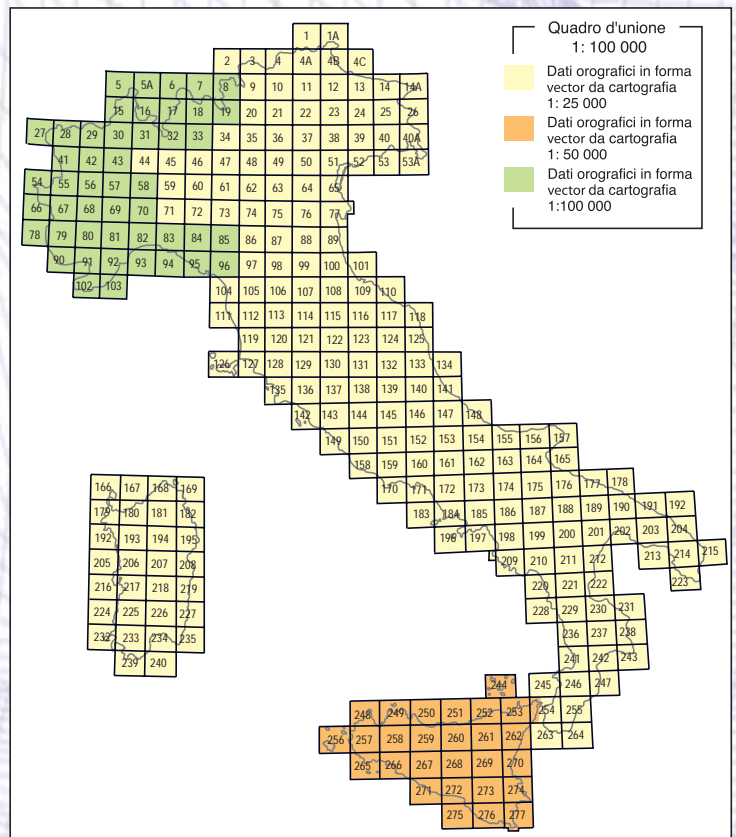 Quadro d'unione
1: 100 000
Dati orografici in forma
vector da cartografia
1: 25 000
Dati orografici in forma
vector da cartografia
1: 50 000
Dati orografici in forma
vector da cartografia
1:100 000
1 1A
2 3 4 4A 4B 4C
5 5A 6 7 8 9 10 11 12 13 14 14A
15 16 17 18 19 20 21 22 23 24 25 26
27 28 29 30 31 32 33 34 35 36 37 38 39 40 40A
41 42 43 44 45 46 47 48 49 50 51 52 53 53A
54 55 56 57 58 59 60 61 62 63 64 65
66 67 68 69 70 71 72 73 74 75 76 77
78 79 80 81 82 83 84 85 86 87 88 89
90 91 92 93 94 95 96 97 98 99 100 101
102 103 104 105 106 107 108 109 110
111 112 113 114 115 116 117 118
119 120 121 122 123 124 125
126 127 128 129 130 131 132 133 134
135 136 137 138 139 140 141
142 143 144 145 146 147 148
149 150 151 152 153 154 155 156 157
158 159 160 161 162 163 164 165
166 167 168 169 170 171 172 173 174 175 176 177 178
179 180 181 182 183 184 185 186 187 188 189 190 191 192
192 193 194 195 196 197 198 199 200 201 202 203 204
205 206 207 208 209 210 211 212 213 214 215
216 217 218 219 220 221 222 223
224 225 226 227 228 229 230 231
232 233 234 235 236 237 238
239 240 241 242 243
244 245 246 247
248 249 250 251 252 253 254 255
256 257 258 259 260 261 262 263 264
265 266 267 268 269 270
271 272 273 274
275 276 277